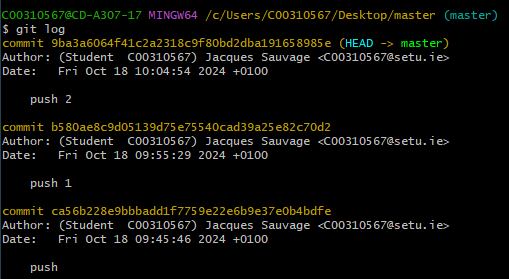 C00310567@CD-A307-17 MINGW64 /c/Users/C00310567/Desktop/master (master)
$ git log
commit 9ba3a6064f41c2a2318c9f80bd2dba191658985e (HEAD -> master)
Author: (Student  C00310567) Jacques Sauvage <C00310567@setu.ie>
Date:   Fri Oct 18 10:04:54 2024 +0100
push 2
commit b580ae8c9d05139d75e75540cad39a25e82c70d2
Author: (Student  C00310567) Jacques Sauvage <C00310567@setu.ie>
Date:   Fri Oct 18 09:55:29 2024 +0100
push 1
commit ca56b228e9bbbadd1f7759e22e6b9e37e0b4bdfe
Author: (Student  C00310567) Jacques Sauvage <C00310567@setu.ie>
Date:   Fri Oct 18 09:45:46 2024 +0100
push